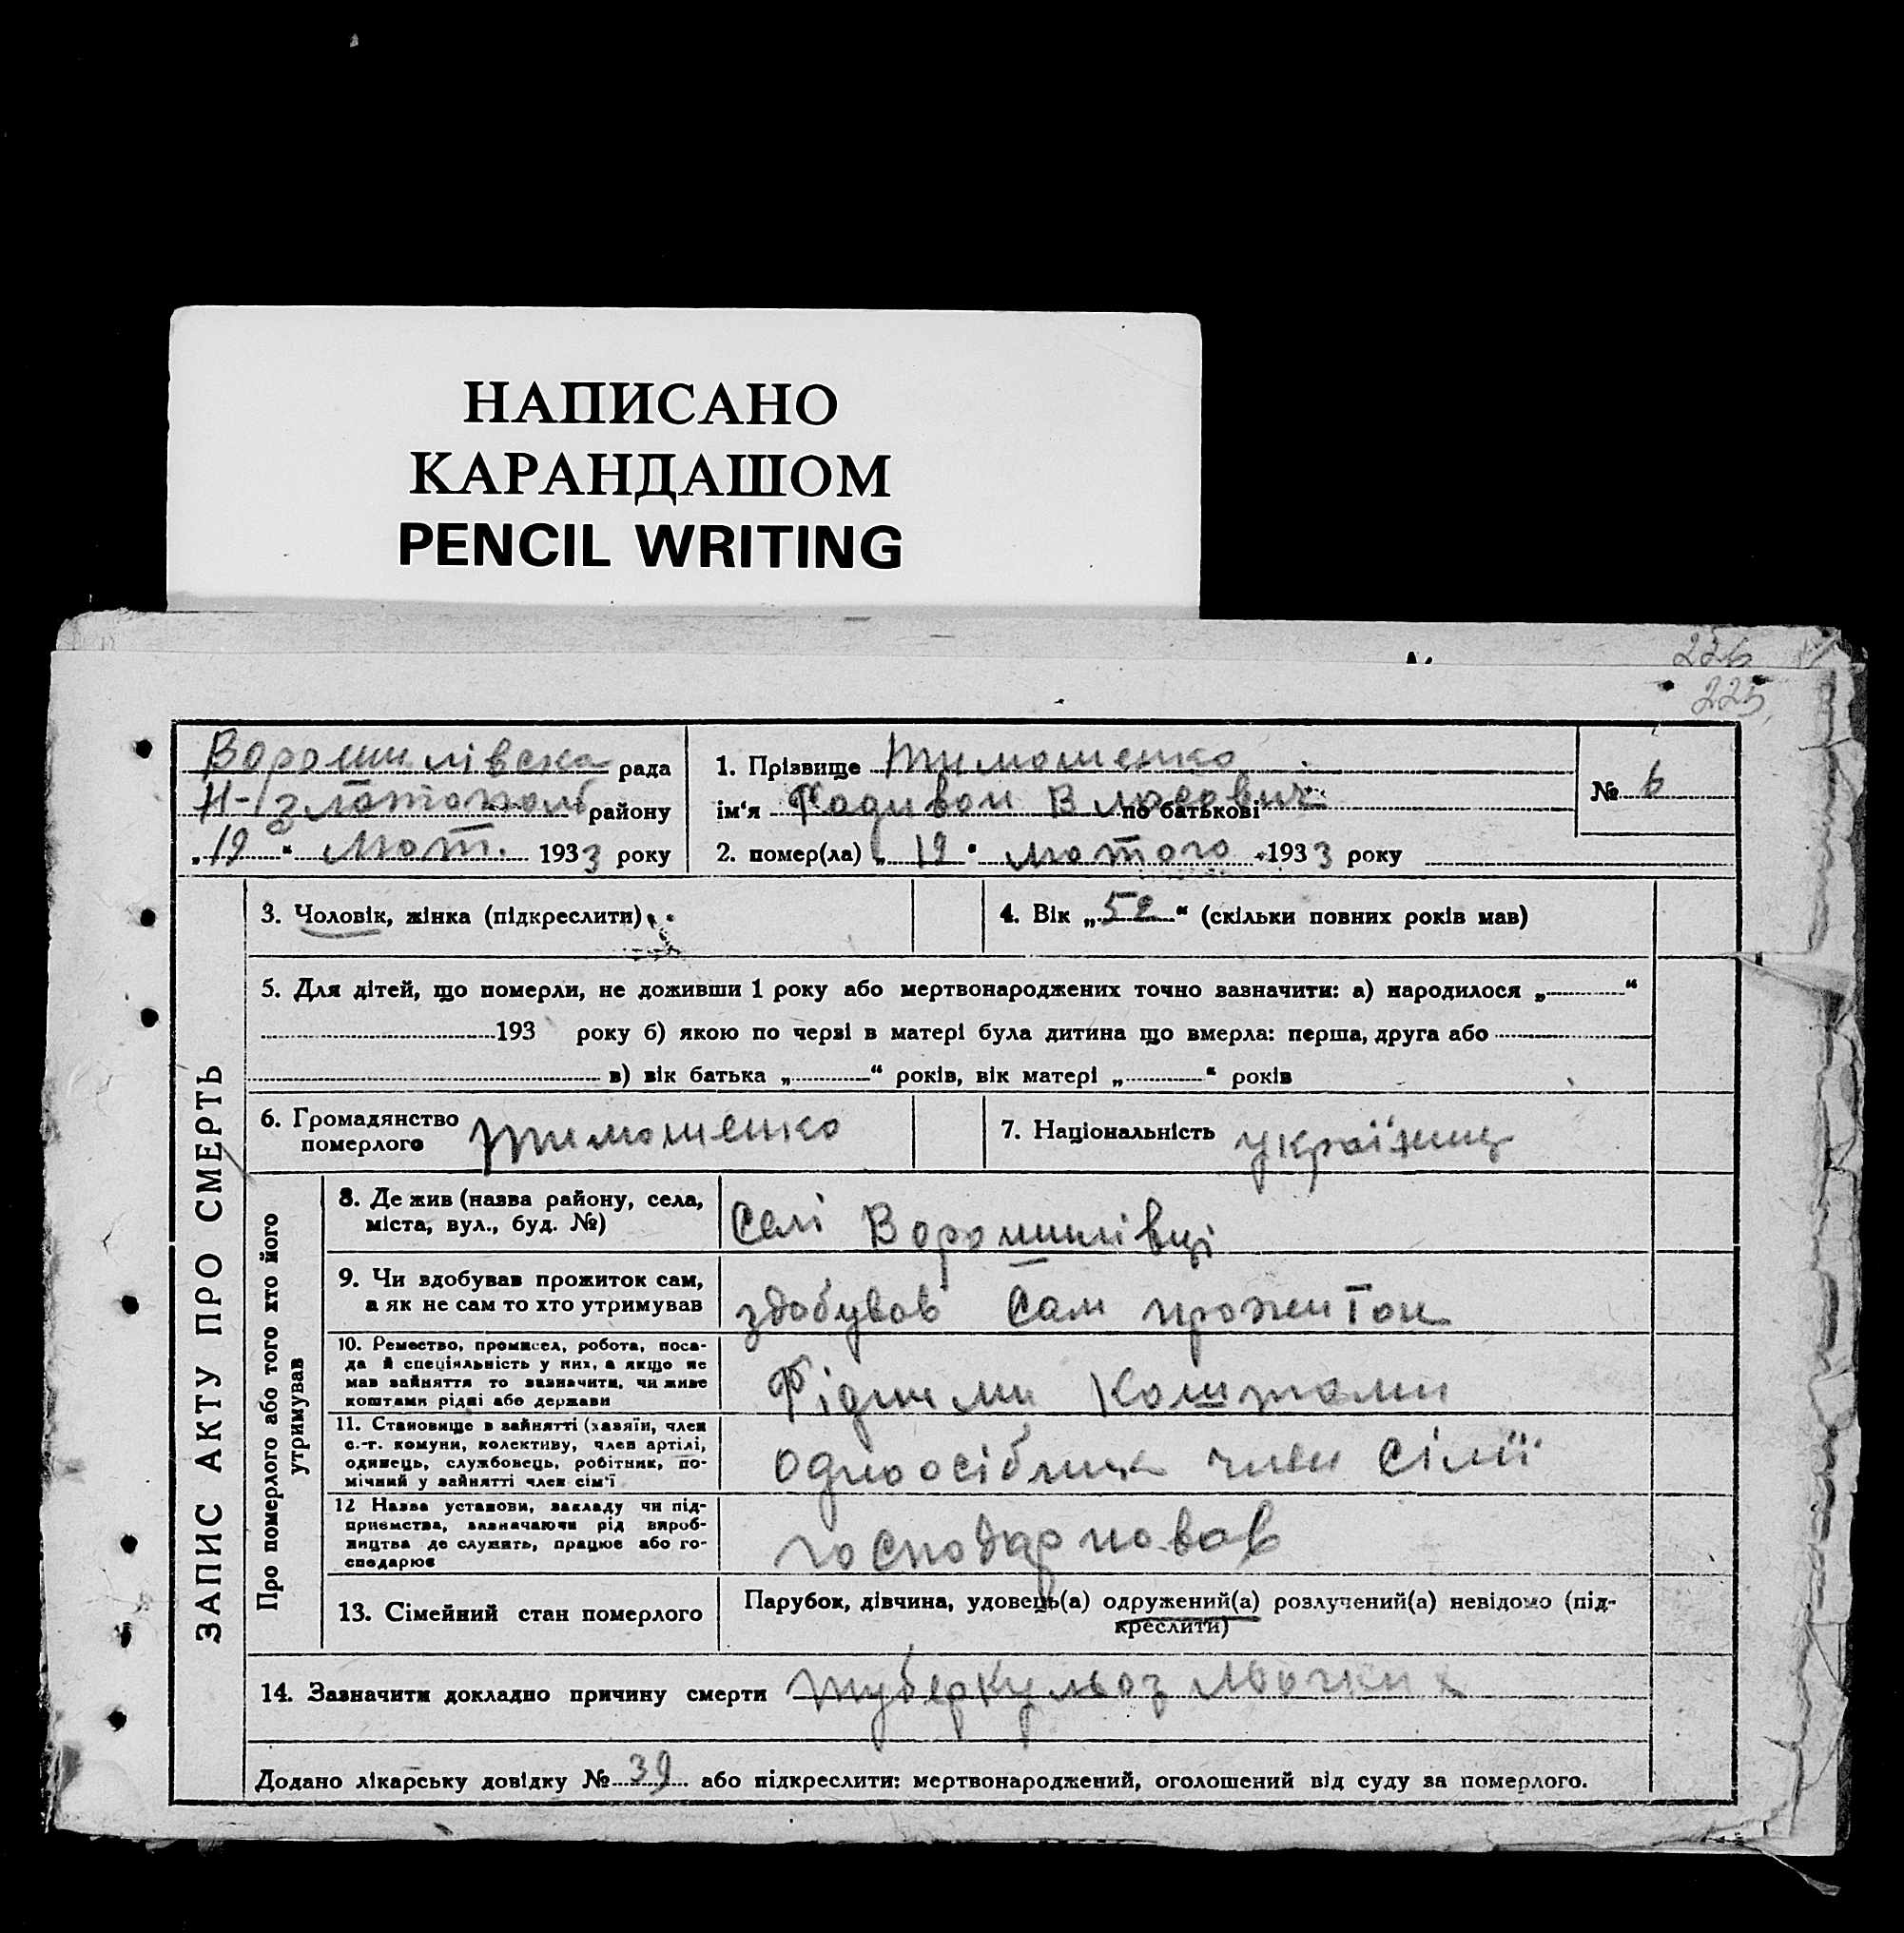 НАПИСАНО
КАРАНДАШОМ
PENCIL WRITING
226
225
Ворошилівска рада
Н-Златопол району
„19“ лют. 1933 року
1. Прізвище Тимошенко
ім‘я Радивон Власович по батькові
2. помер(ла) „19“ лютого 1933 року
№ 6
ЗАПИС АКТУ ПРО СМЕРТЬ
3. Чоловік, жінка (підкреслити)
4. Вік „52“ (скільки повних років мав)
5. Для дітей, що померли, не доживши 1 року або мертвонароджених точно зазначити: а) народилося „ “
193 року б) якою по черзі в матері була дитина що вмерла: перша, друга або
в) вік батька „ “ років, вік матері „ “ років
6. Громадянство
померлого Тимошенко
7. Національність україниц
Про померлого або того хто його
утримував
8. Де жив (назва району, села,
міста, вул., буд. №)
Селі Ворошилівці
9. Чи здобував прожиток сам,
а як не сам то хто утримував
здобував Сам прожиток
10. Ремество, промисел, робота, поса-
да й спеціяльність у них, а якщо не
мав зайняття то зазначити, чи живе
коштами рідні або держави
Рідними Коштами
11. Становище в зайнятті (хазяїн, член
с.-г. комуни, колективу, член артілі,
одинець, службовець, робітник, по-
мічний у зайнятті член сім‘ї
одноосібник член Сімії
12 Назва установи, закладу чи під-
приємства, зазначаючи рід вироб-
ництва де служить, працює або го-
сподарює
господарював
13. Сімейний стан померлого
Парубок, дівчина, удовець(а) одружений(а) розлучений(а) невідомо (під-
креслити)
14. Зазначити докладно причину смерти туберкульоз
Додано лікарську довідку № 39 або підкреслити: мертвонароджений, оголошений від суду за померлого.